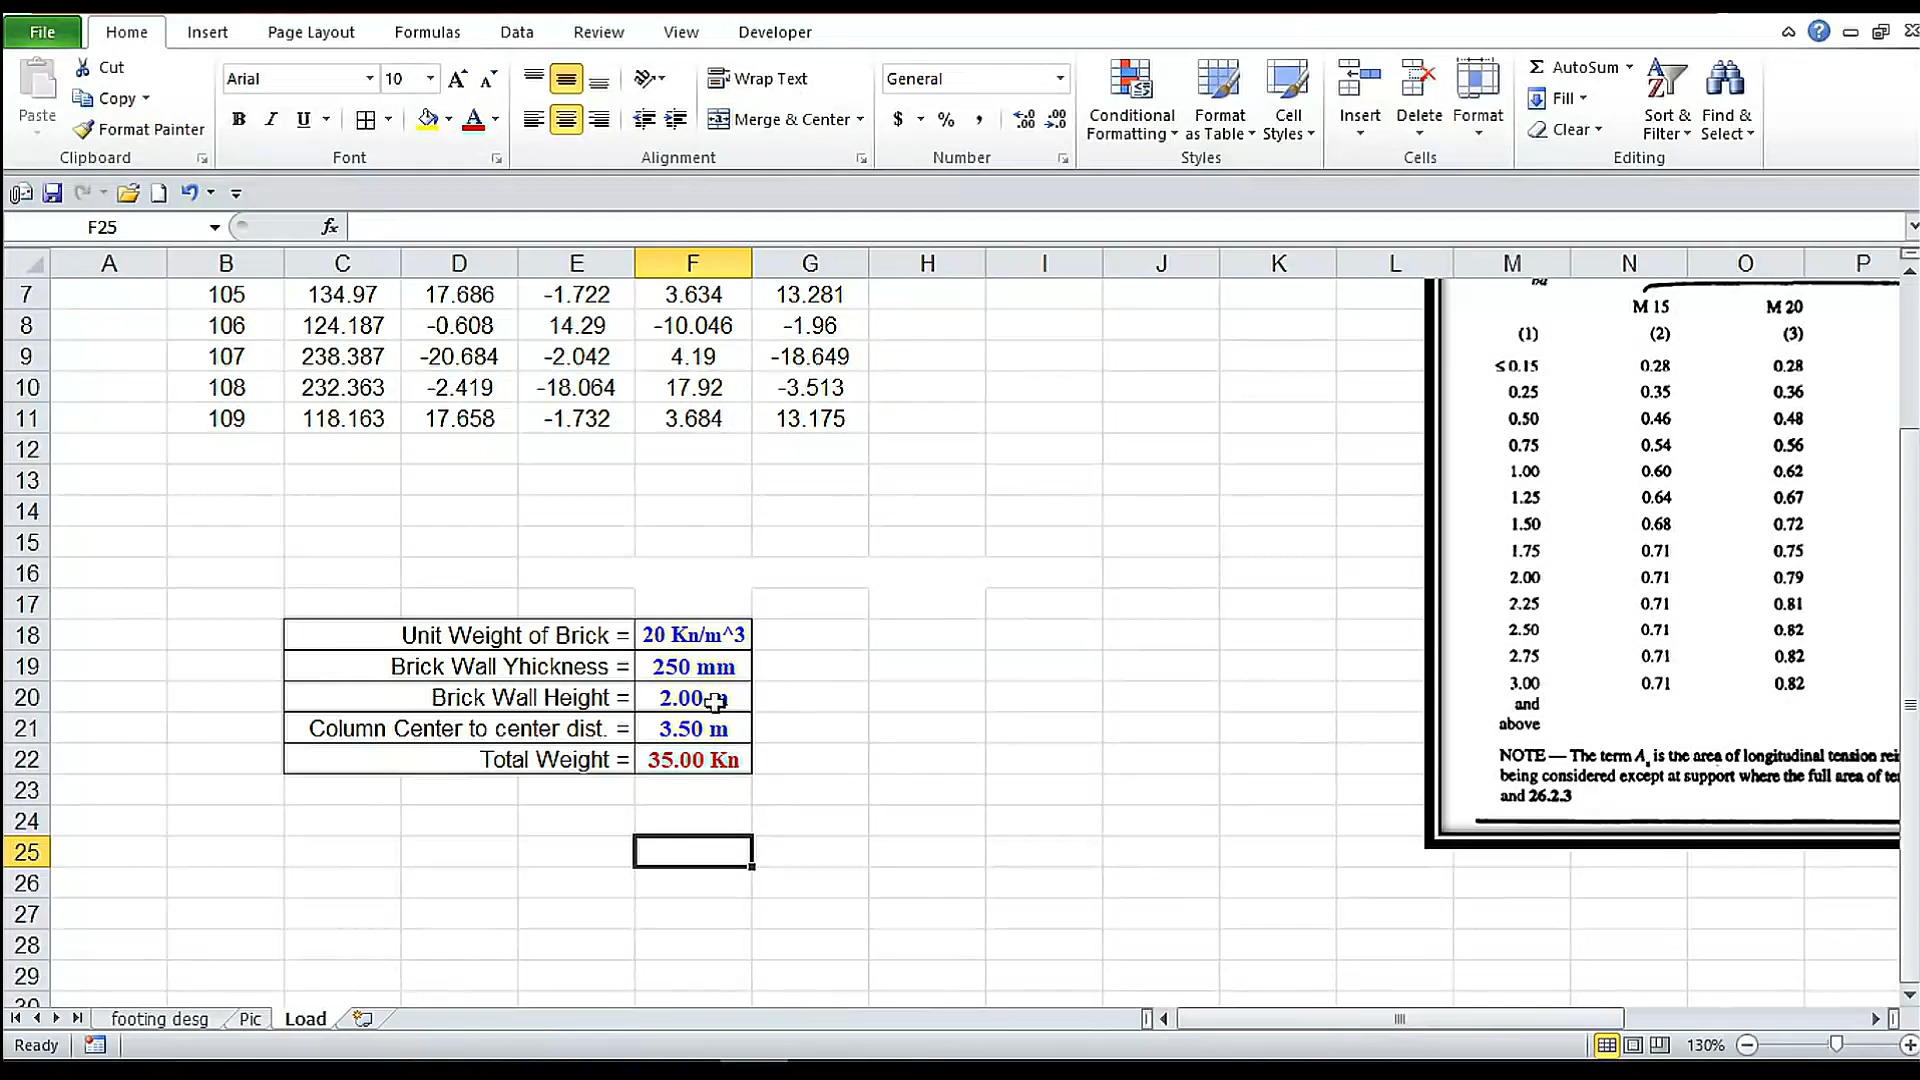 File Home Insert Page Layout Formulas Data Review View Developer
Cut
Copy
Format Painter
Paste
Clipboard
Arial 10
B I U
Font
Wrap Text
Merge & Center
Alignment
General
$ % ,
Number
Conditional Formatting
Format as Table
Cell Styles
Styles
Insert Delete Format
Cells
Σ AutoSum
Fill
Clear
Sort & Filter
Find & Select
Editing
F25 fx
A B C D E F G H I J K L M N O P
7 105 134.97 17.686 -1.722 3.634 13.281
8 106 124.187 -0.608 14.29 -10.046 -1.96
9 107 238.387 -20.684 -2.042 4.19 -18.649
10 108 232.363 -2.419 -18.064 17.92 -3.513
11 109 118.163 17.658 -1.732 3.684 13.175
12
13
14
15
16
17
18 Unit Weight of Brick = 20 Kn/m^3
19 Brick Wall Yhickness = 250 mm
20 Brick Wall Height = 2.00
21 Column Center to center dist. = 3.50 m
22 Total Weight = 35.00 Kn
23
24
25
26
27
28
29
30
M 15 M 20
(1) (2) (3)
≤ 0.15 0.28 0.28
0.25 0.35 0.36
0.50 0.46 0.48
0.75 0.54 0.56
1.00 0.60 0.62
1.25 0.64 0.67
1.50 0.68 0.72
1.75 0.71 0.75
2.00 0.71 0.79
2.25 0.71 0.81
2.50 0.71 0.82
2.75 0.71 0.82
3.00 0.71 0.82
and
above
NOTE — The term As is the area of longitudinal tension
being considered except at support where the full area of
and 26.2.3
footing desg Pic Load
Ready 130%